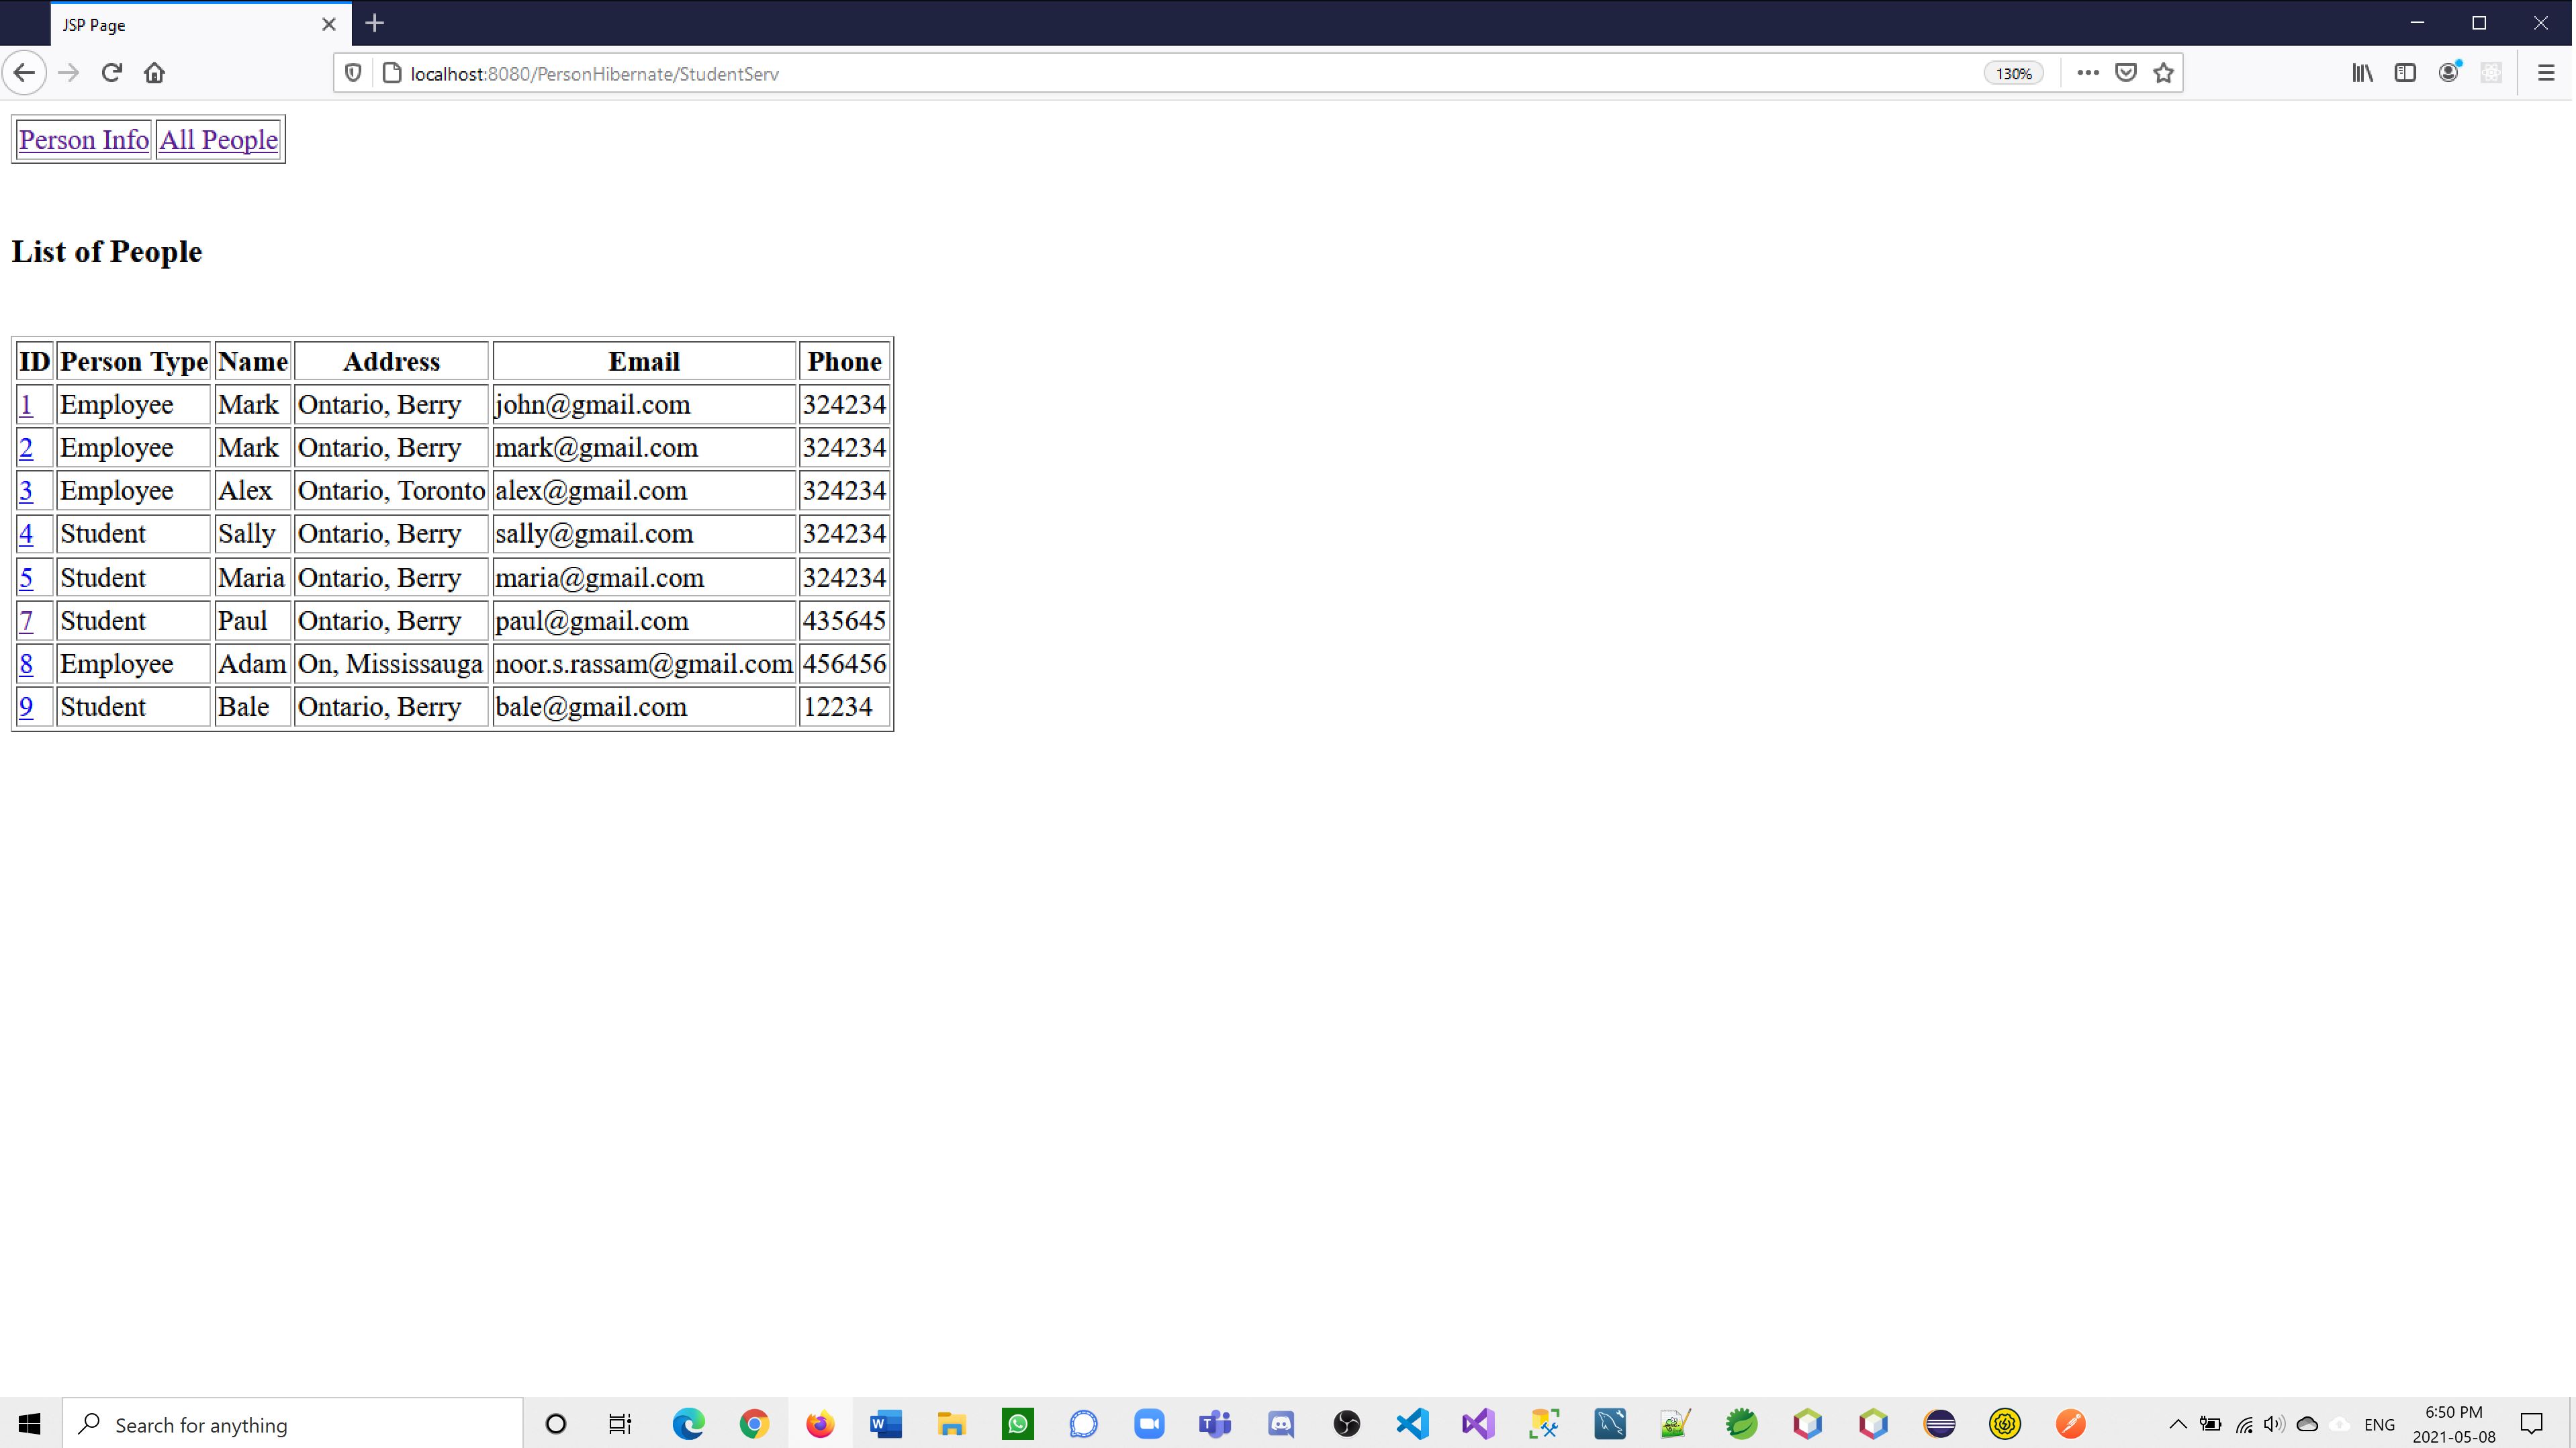 JSP Page
localhost:8080/PersonHibernate/StudentServ 130%
Person Info All People
List of People
ID Person Type Name Address Email Phone
1 Employee Mark Ontario, Berry john@gmail.com 324234
2 Employee Mark Ontario, Berry mark@gmail.com 324234
3 Employee Alex Ontario, Toronto alex@gmail.com 324234
4 Student Sally Ontario, Berry sally@gmail.com 324234
5 Student Maria Ontario, Berry maria@gmail.com 324234
7 Student Paul Ontario, Berry paul@gmail.com 435645
8 Employee Adam On, Mississauga noor.s.rassam@gmail.com 456456
9 Student Bale Ontario, Berry bale@gmail.com 12234
Search for anything
ENG
6:50 PM
2021-05-08